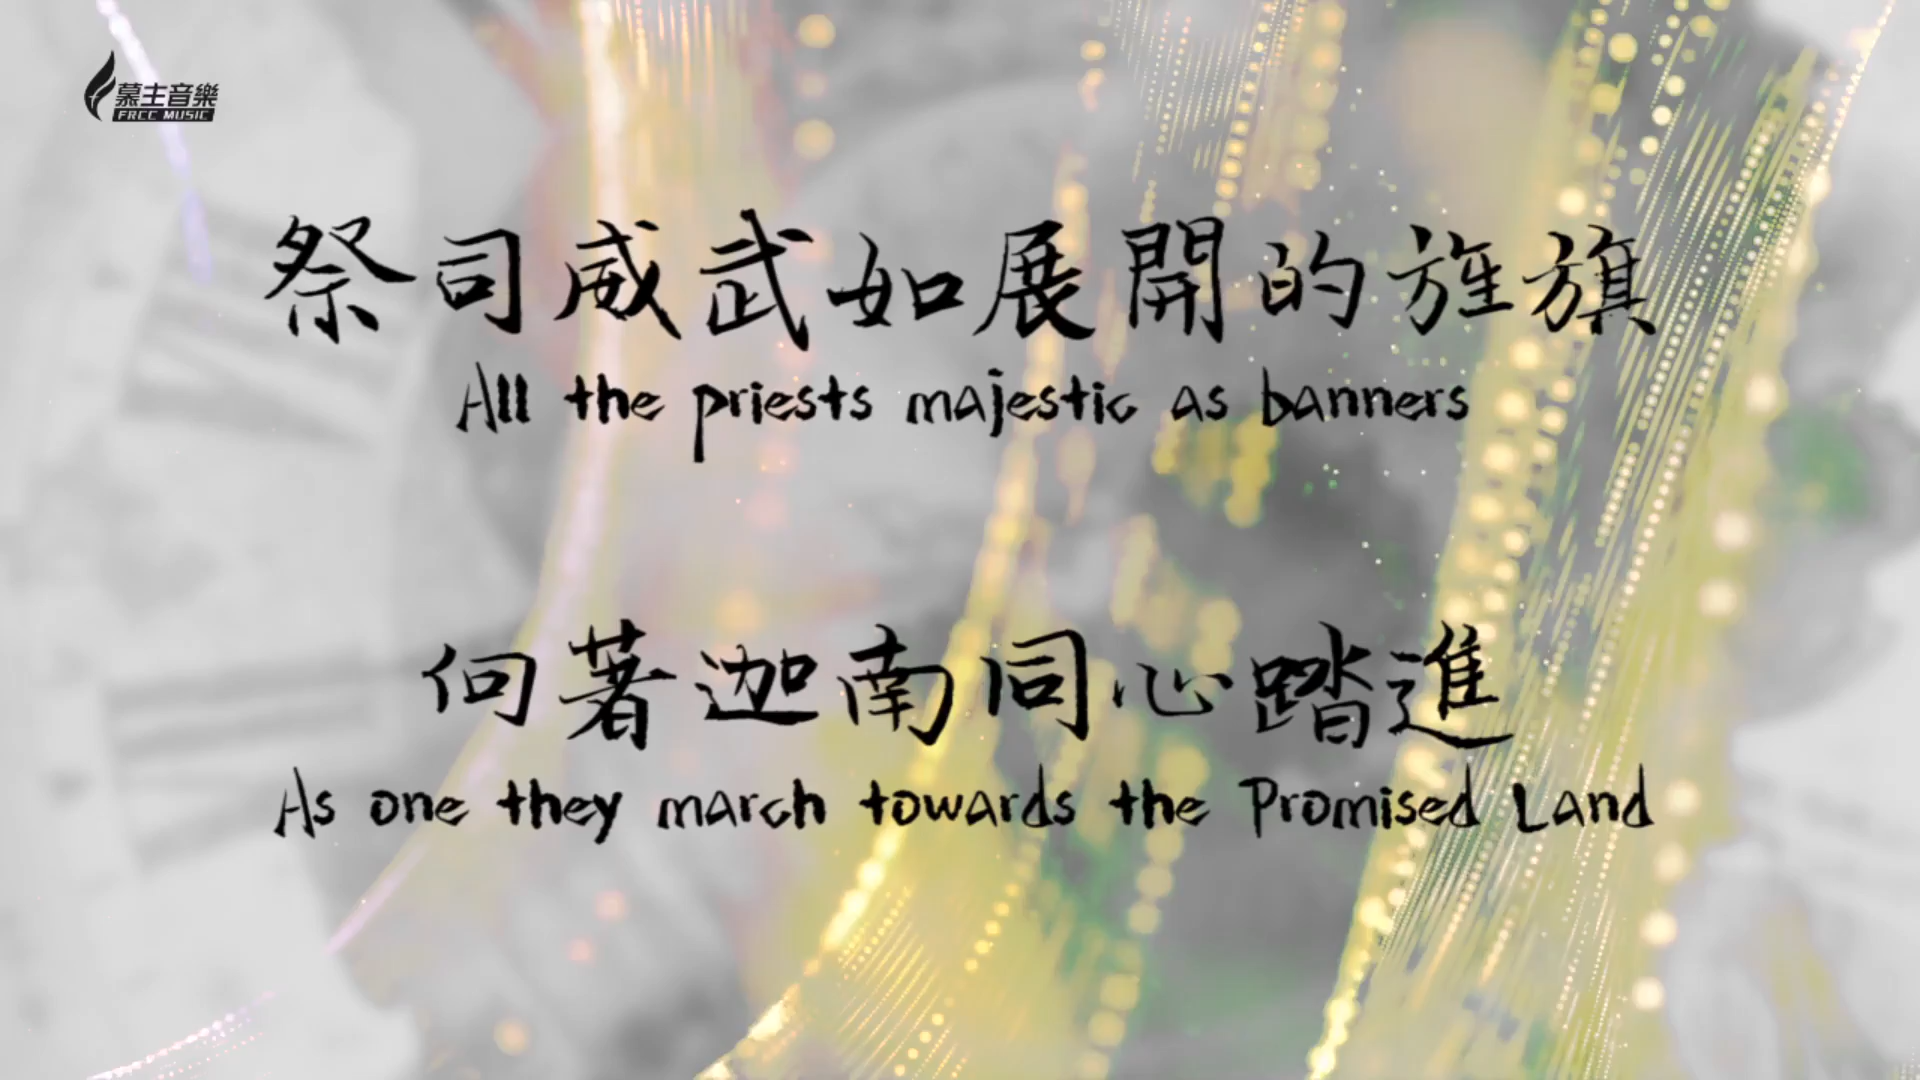 慕主音樂
FRCC MUSIC
祭司威武如展開的旌旗
All the priests majestic as banners
向著迦南同心踏進
As one they march towards the Promised Land